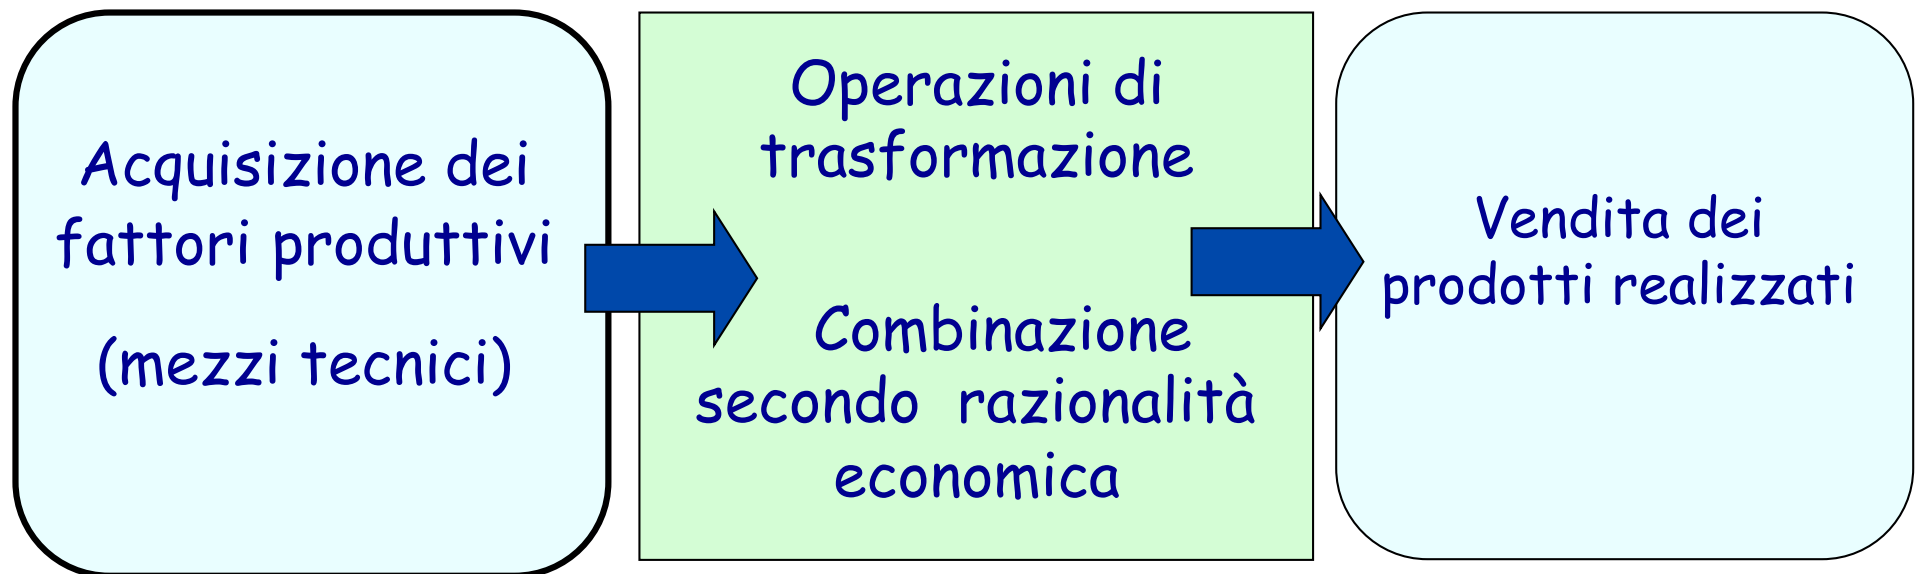 Acquisizione dei
fattori produttivi
(mezzi tecnici)
Operazioni di
trasformazione
Combinazione
secondo razionalità
economica
Vendita dei
prodotti realizzati